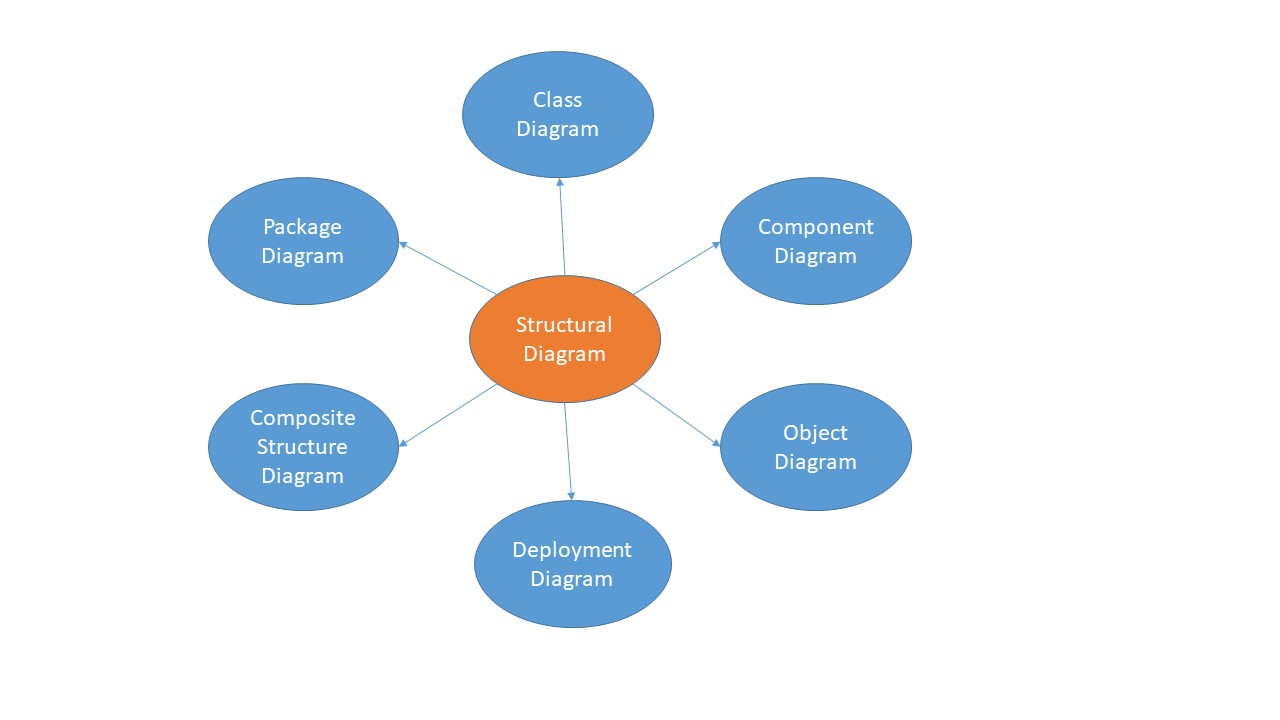 Class
Diagram
Package
Diagram
Component
Diagram
Structural
Diagram
Composite
Structure
Diagram
Object
Diagram
Deployment
Diagram